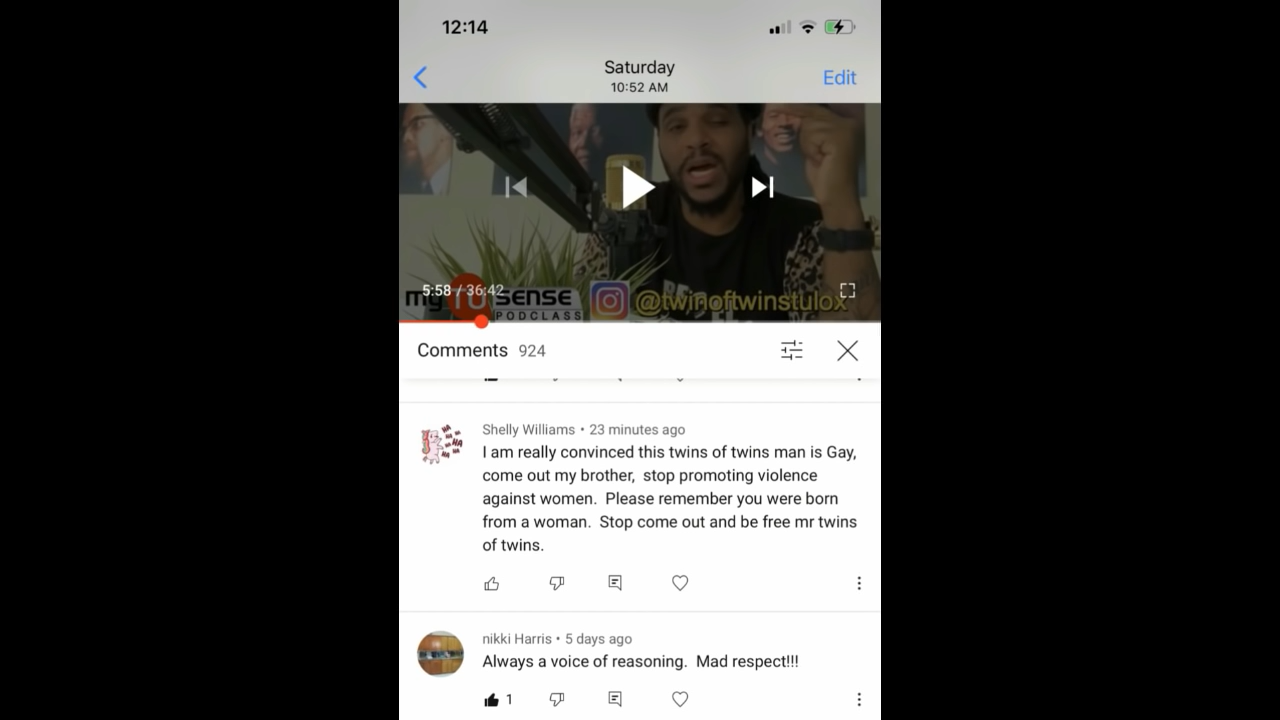 12:14
Saturday
10:52 AM
Edit
5:58 / 36:42
my TU SENSE
PODCLASS
@twinoftwinstulox
Comments 924
Shelly Williams • 23 minutes ago
I am really convinced this twins of twins man is Gay,
come out my brother, stop promoting violence
against women. Please remember you were born
from a woman. Stop come out and be free mr twins
of twins.
nikki Harris • 5 days ago
Always a voice of reasoning. Mad respect!!!
1